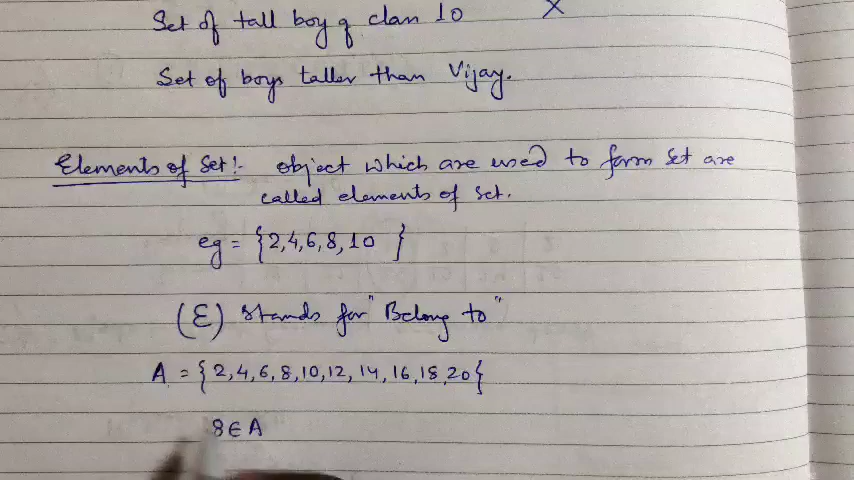 Set of tall boy of clan 10 X
Set of boys taller than Vijay.
Elements of Set:- object which are used to form set are
called elements of set.
eg = {2,4,6,8,10 }
(ε) stands for "Belong to"
A = {2,4,6,8,10,12,14,16,18,20}
8∈A